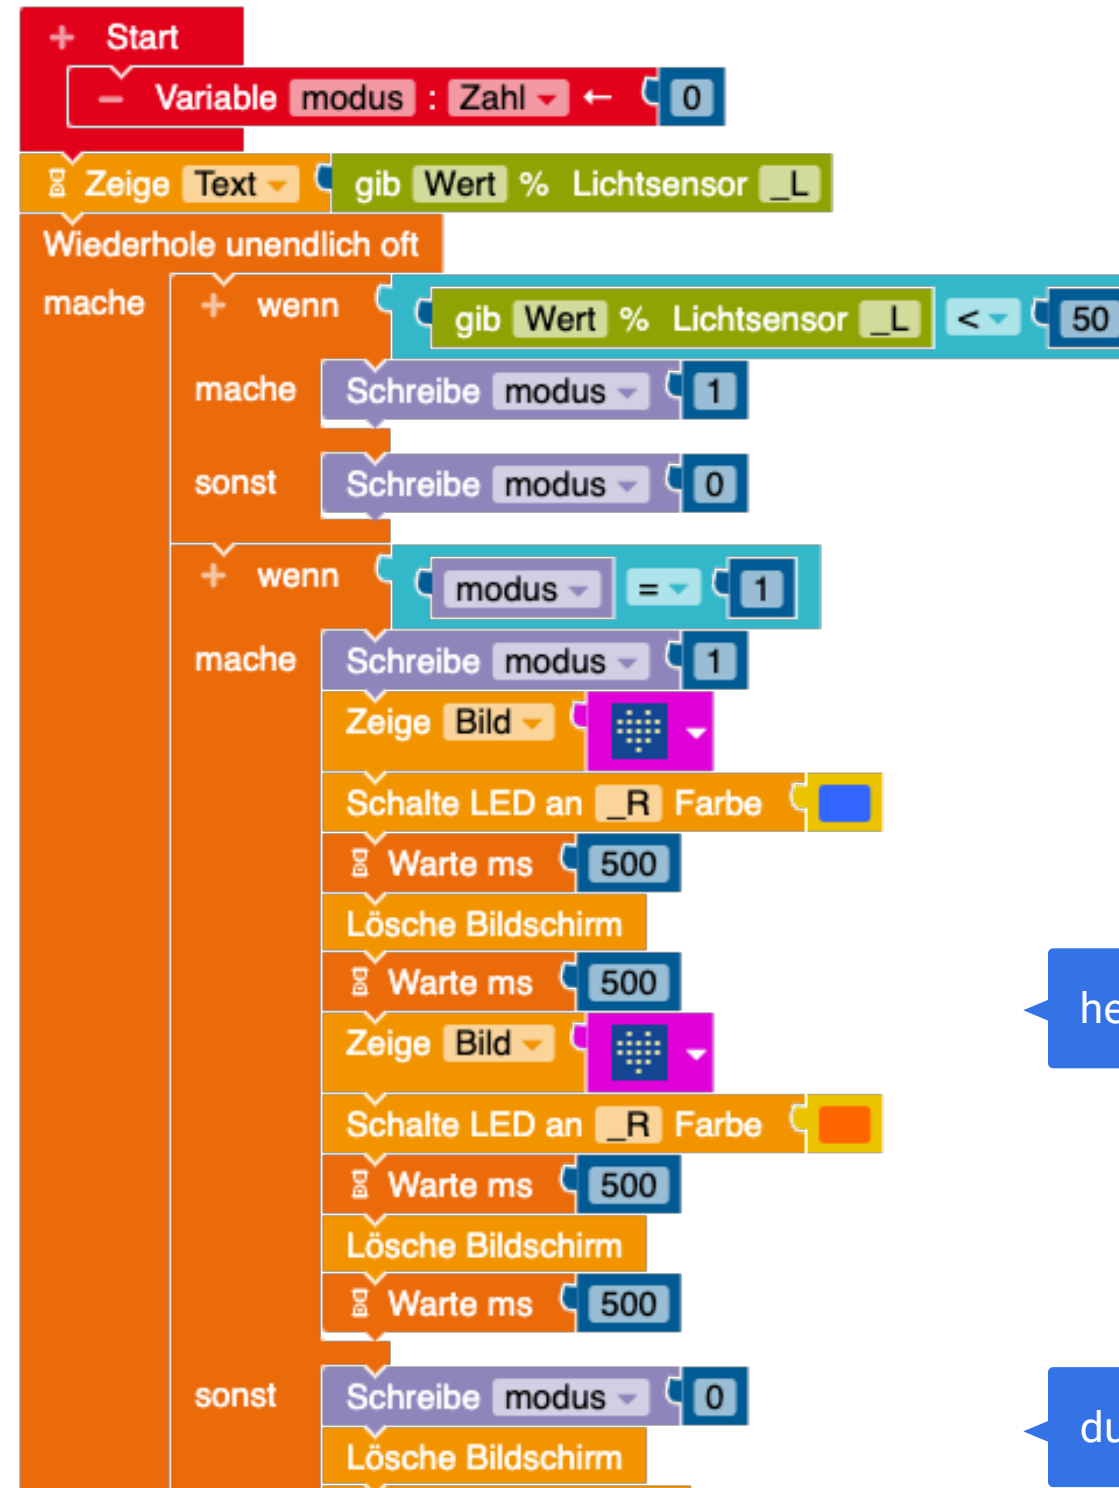 + Start
− Variable modus : Zahl ← 0
Zeige Text gib Wert % Lichtsensor _L
Wiederhole unendlich oft
mache + wenn gib Wert % Lichtsensor _L < 50
mache Schreibe modus 1
sonst Schreibe modus 0
+ wenn modus = 1
mache Schreibe modus 1
Zeige Bild
Schalte LED an _R Farbe
Warte ms 500
Lösche Bildschirm
Warte ms 500
he
Zeige Bild
Schalte LED an _R Farbe
Warte ms 500
Lösche Bildschirm
Warte ms 500
sonst Schreibe modus 0
du
Lösche Bildschirm